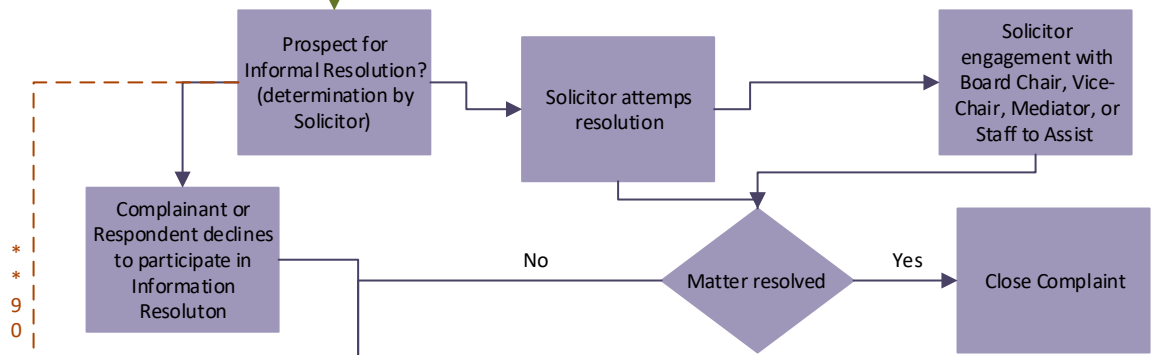 Prospect for
Informal Resolution?
(determination by
Solicitor)
Solicitor attemps
resolution
Solicitor
engagement with
Board Chair, Vice-
Chair, Mediator, or
Staff to Assist
Complainant or
Respondent declines
to participate in
Information
Resoluton
No
Matter resolved
Yes
Close Complaint
*
*
9
0